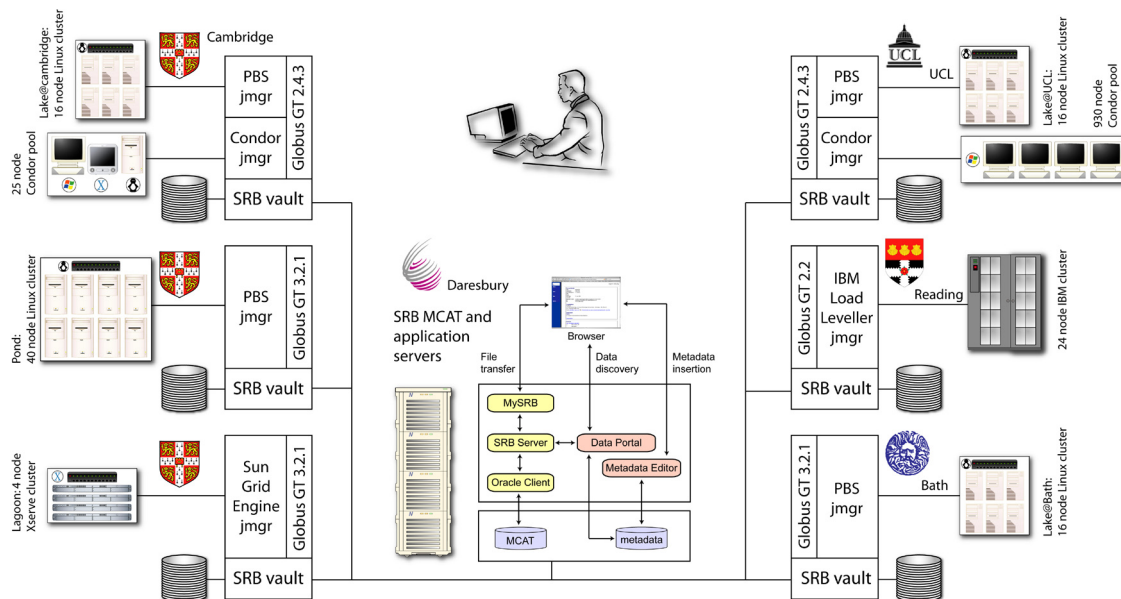 Lake@cambridge:
16 node Linux cluster
Cambridge
PBS
jmgr
Condor
jmgr
Globus GT 2.4.3
SRB vault
25 node
Condor pool
Pond:
40 node Linux cluster
PBS
jmgr
Globus GT 3.2.1
SRB vault
Lagoon: 4 node
Xserve cluster
Sun
Grid
Engine
jmgr
Globus GT 3.2.1
SRB vault
Daresbury
SRB MCAT and
application
servers
Browser
File
transfer
Data
discovery
Metadata
insertion
MySRB
SRB Server
Data Portal
Metadata Editor
Oracle Client
MCAT
metadata
Globus GT 2.4.3
PBS
jmgr
Condor
jmgr
SRB vault
UCL
UCL
Lake@UCL:
16 node Linux cluster
930 node
Condor pool
Globus GT 2.2
IBM
Load
Leveller
jmgr
SRB vault
Reading
24 node IBM cluster
Globus GT 3.2.1
PBS
jmgr
SRB vault
Bath
Lake@Bath:
16 node Linux cluster